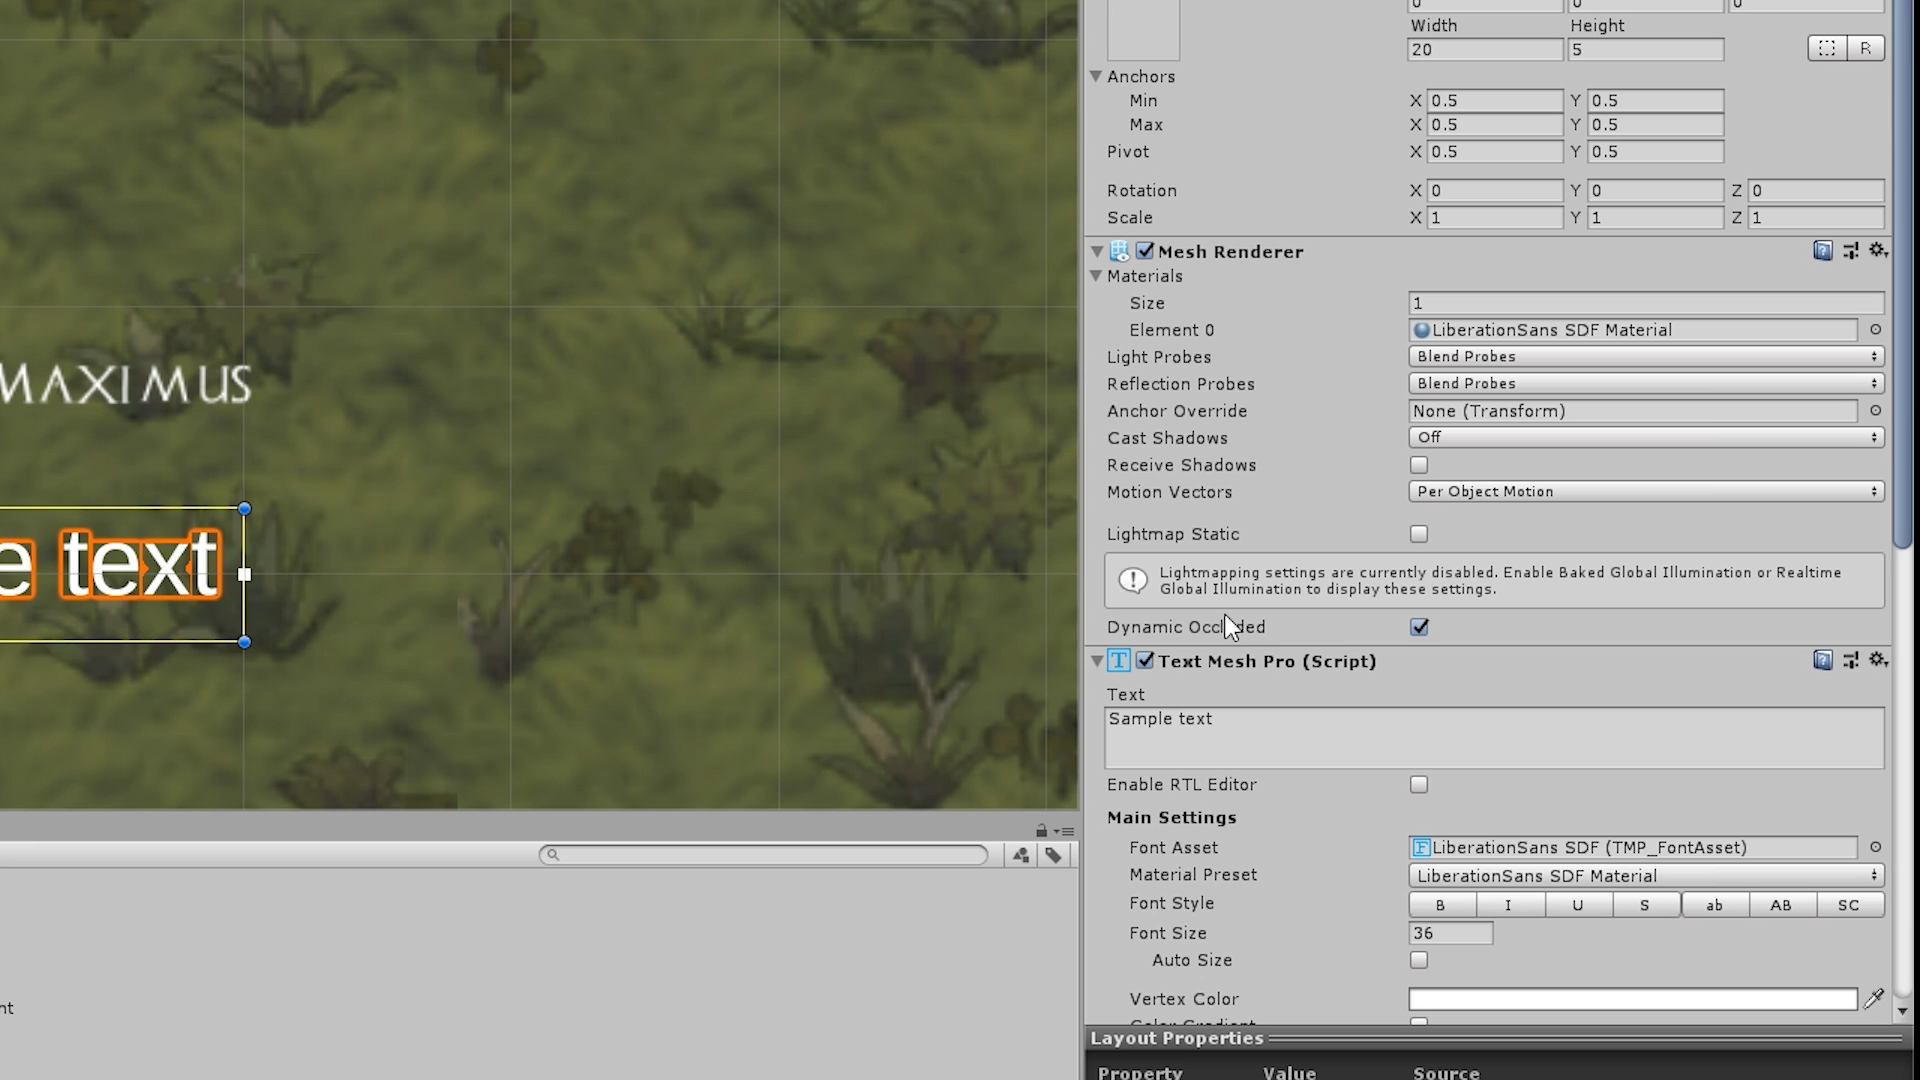 0 0 0
Width Height
20 5 R
Anchors
Min X 0.5 Y 0.5
Max X 0.5 Y 0.5
Pivot X 0.5 Y 0.5
Rotation X 0 Y 0 Z 0
Scale X 1 Y 1 Z 1
Mesh Renderer
Materials
Size 1
Element 0 LiberationSans SDF Material
Light Probes Blend Probes
Reflection Probes Blend Probes
Anchor Override None (Transform)
Cast Shadows Off
Receive Shadows
Motion Vectors Per Object Motion
Lightmap Static
Lightmapping settings are currently disabled. Enable Baked Global Illumination or Realtime
Global Illumination to display these settings.
Dynamic Occluded
T Text Mesh Pro (Script)
Text
Sample text
Enable RTL Editor
Main Settings
Font Asset F LiberationSans SDF (TMP_FontAsset)
Material Preset LiberationSans SDF Material
Font Style B I U S ab AB SC
Font Size 36
Auto Size
Vertex Color
Color Gradient
Layout Properties
Property Value Source
MAXIMUS
e text
nt